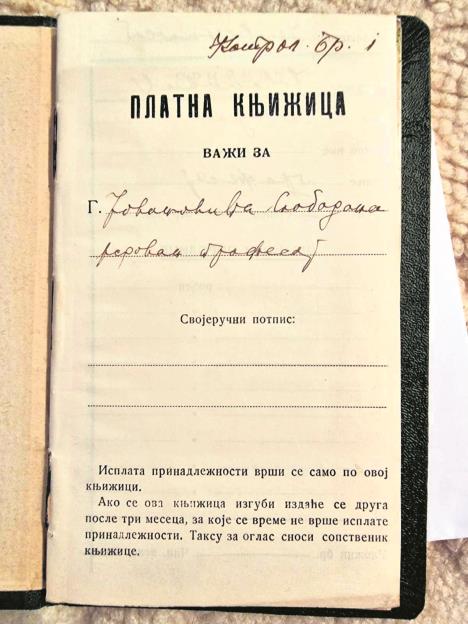 Контрол. бр. 1
ПЛАТНА КЊИЖИЦА
ВАЖИ ЗА
Г. Јовановића Слободана
редован професор
Својеручни потпис:
Исплата принадлежности врши се само по овој
књижици.
Ако се ова књижица изгуби издаће се друга
после три месеца, за које се време не врше исплате
принадлежности. Таксу за оглас сноси сопственик
књижице.